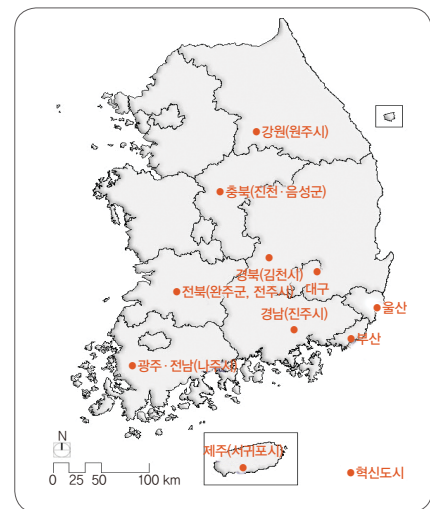 강원(원주시)
충북(진천·음성군)
경북(김천시)
대구
전북(완주군, 전주시)
울산
경남(진주시)
부산
광주·전남(나주시)
제주(서귀포시)
N
0 25 50 100 km
혁신도시